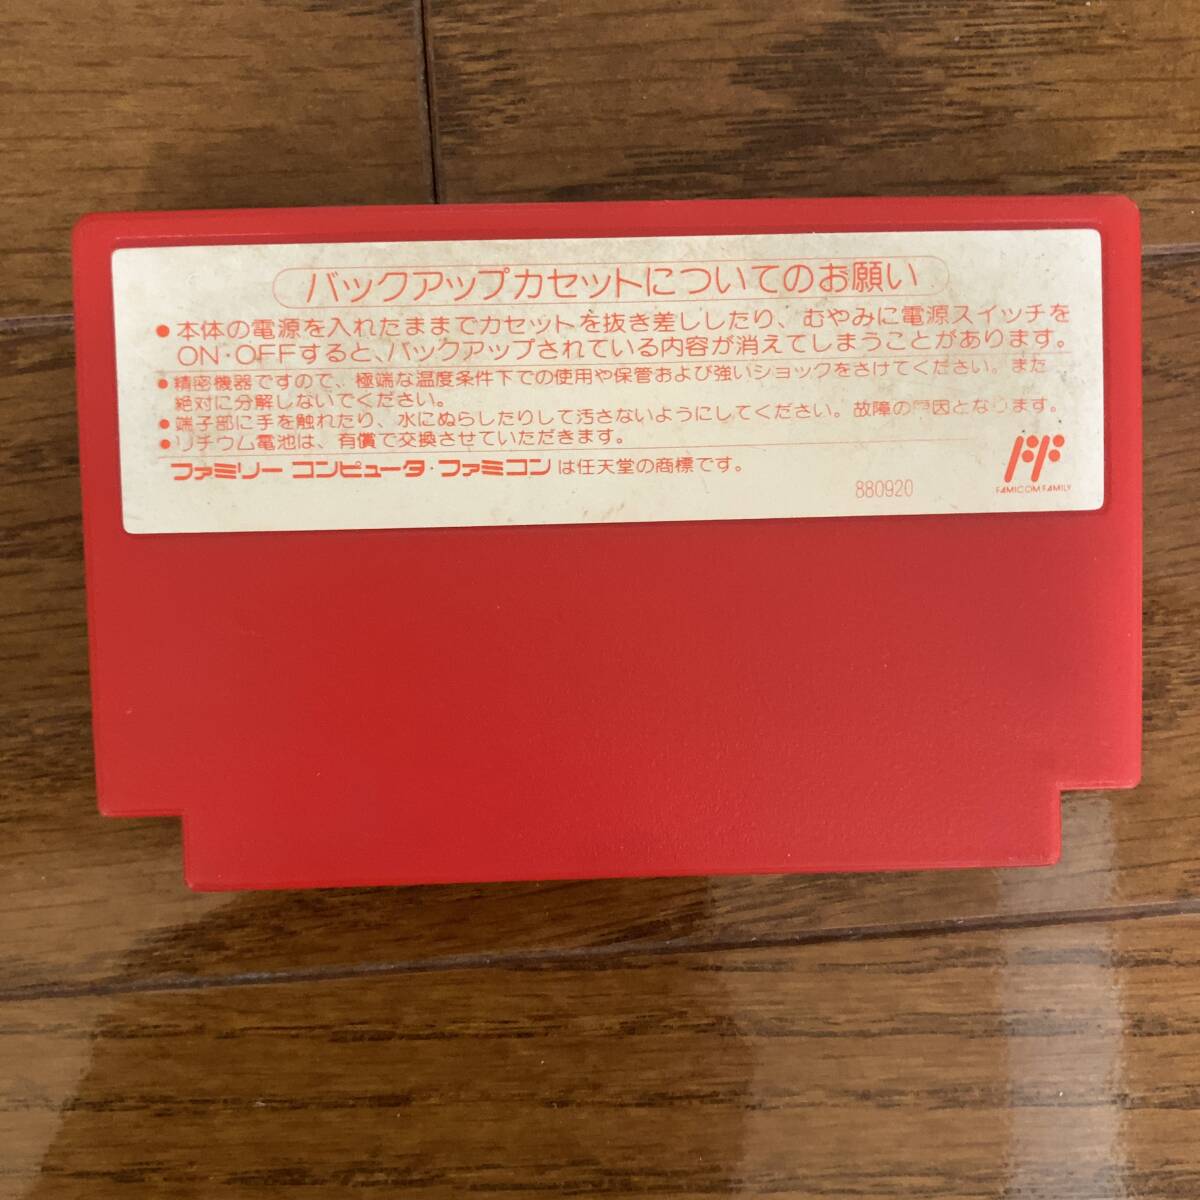 バックアップカセットについてのお願い
●本体の電源を入れたままでカセットを抜き差ししたり、むやみに電源スイッチを
ON・OFFすると、バックアップされている内容が消えてしまうことがあります。
●精密機器ですので、極端な温度条件下での使用や保管および強いショックをさけてください。また
絶対に分解しないでください。
●端子部に手を触れたり、水にぬらしたりして汚さないようにしてください。故障の原因となります。
●リチウム電池は、有償で交換させていただきます。
ファミリー コンピュータ・ファミコン は任天堂の商標です。
880920
FAMICOM FAMILY